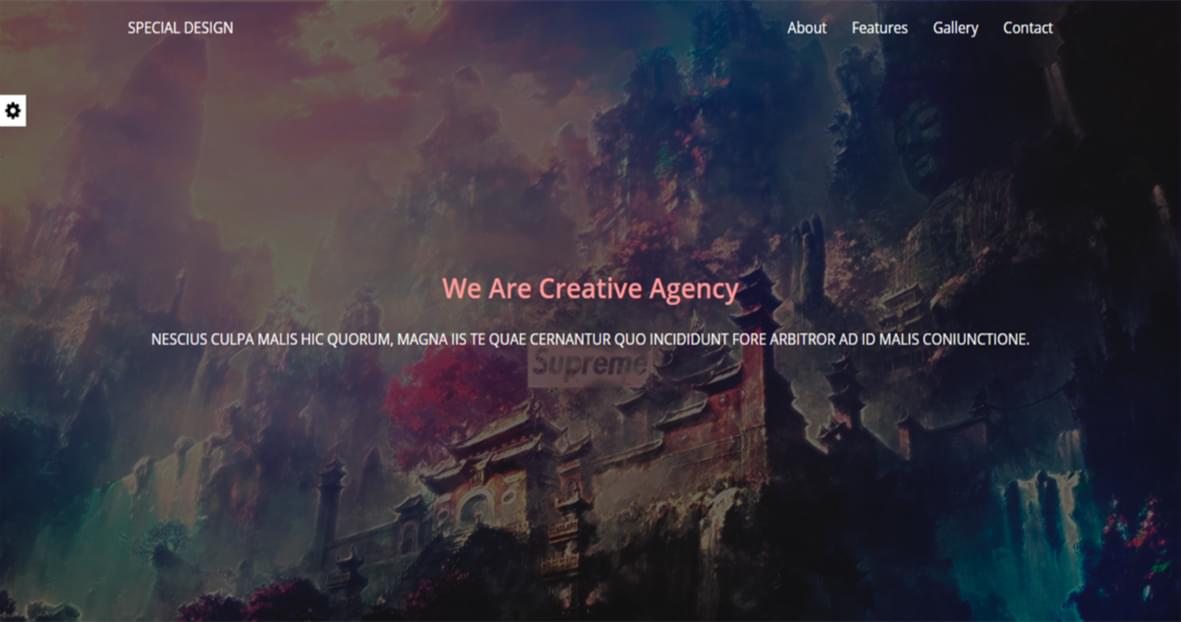 SPECIAL DESIGN
About Features Gallery Contact
We Are Creative Agency
NESCIUS CULPA MALIS HIC QUORUM, MAGNA IIS TE QUAE CERNANTUR QUO INCIDIDUNT FORE ARBITROR AD ID MALIS CONIUNCTIONE.
Supreme